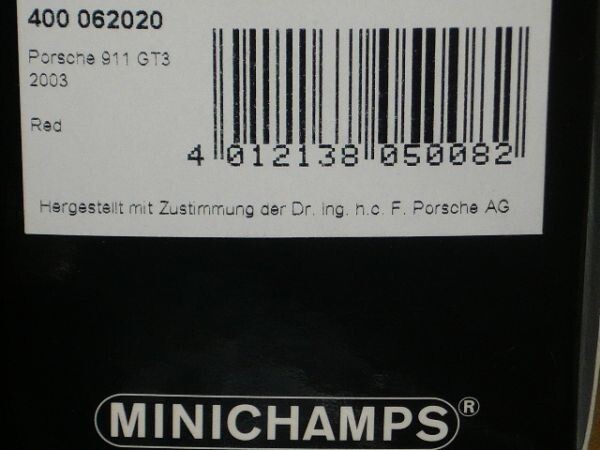 400 062020
Porsche 911 GT3
2003
Red
4 012138 050082
Hergestellt mit Zustimmung der Dr. Ing. h.c. F. Porsche AG
MINICHAMPS®